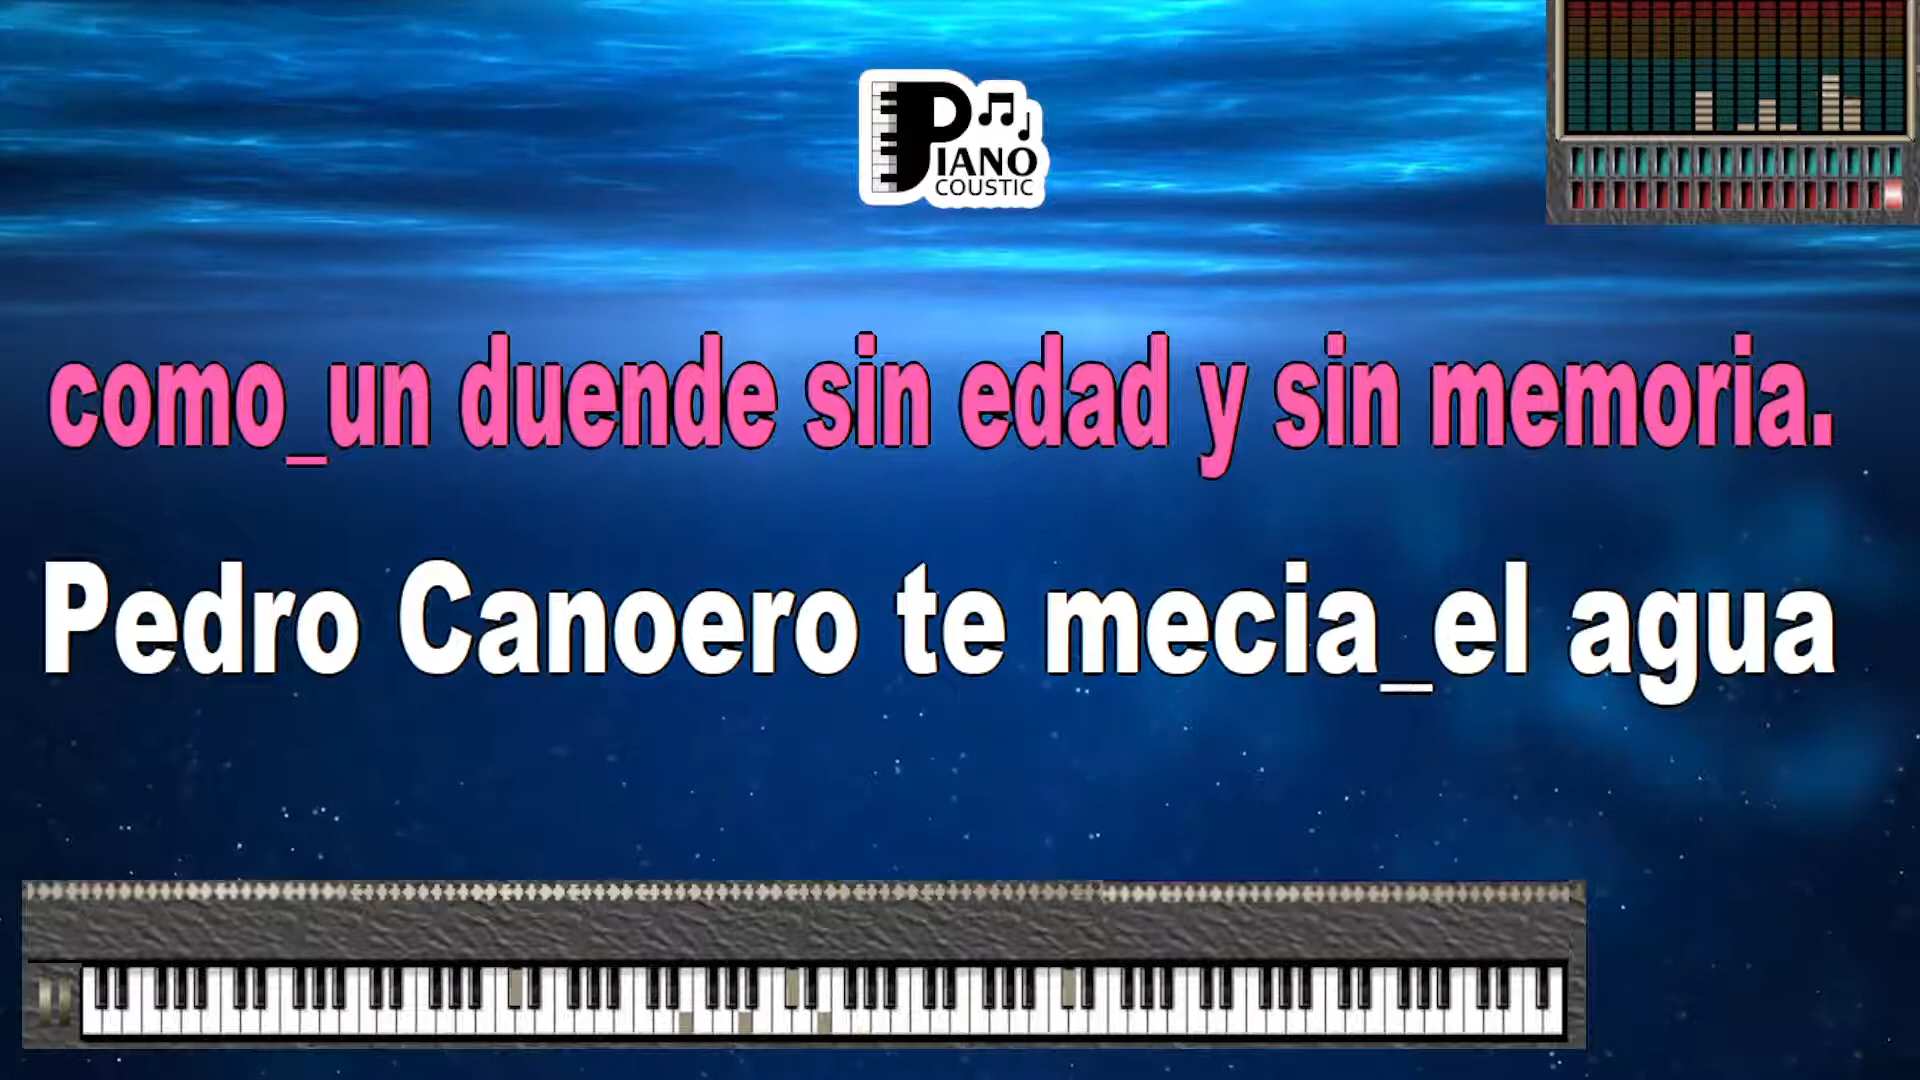 PIANO
COUSTIC
como_un duende sin edad y sin memoria.
Pedro Canoero te mecia_el agua